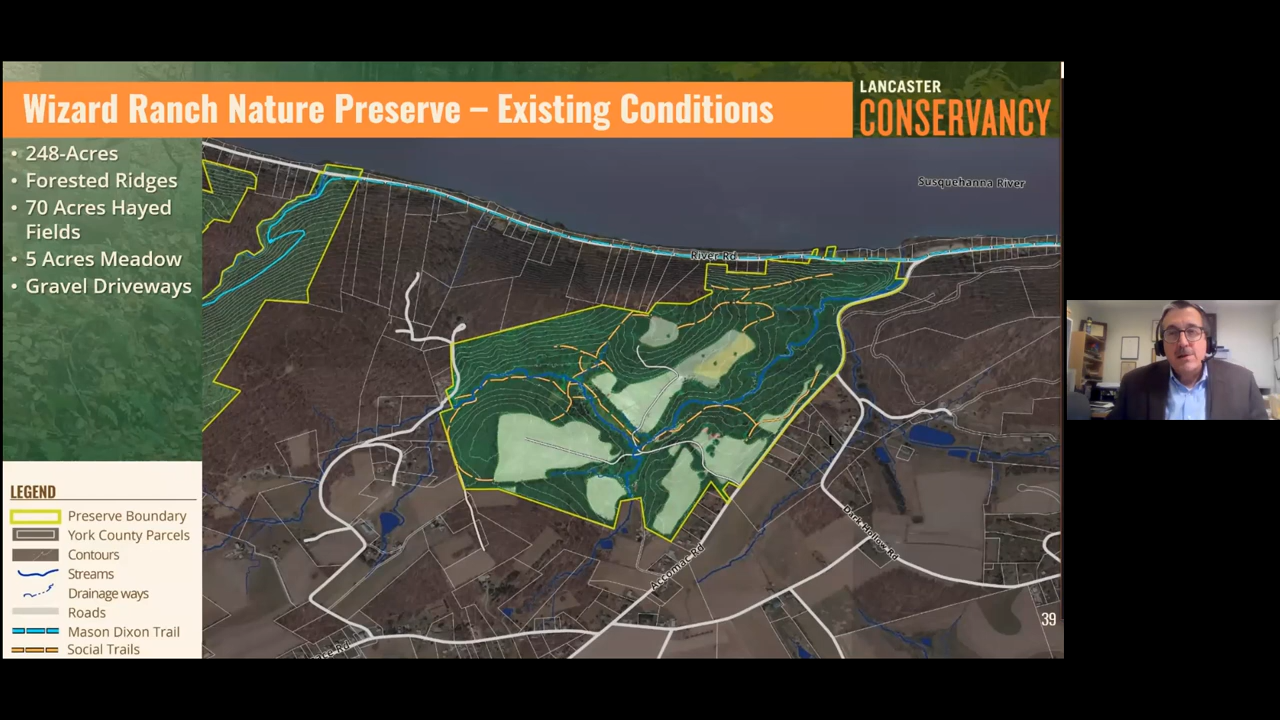 Wizard Ranch Nature Preserve – Existing Conditions
LANCASTER
CONSERVANCY
• 248-Acres
• Forested Ridges
• 70 Acres Hayed
Fields
• 5 Acres Meadow
• Gravel Driveways
Susquehanna River
River Rd
Accomac Rd
Dark Hollow Rd
LEGEND
Preserve Boundary
York County Parcels
Contours
Streams
Drainage ways
Roads
Mason Dixon Trail
Social Trails
39